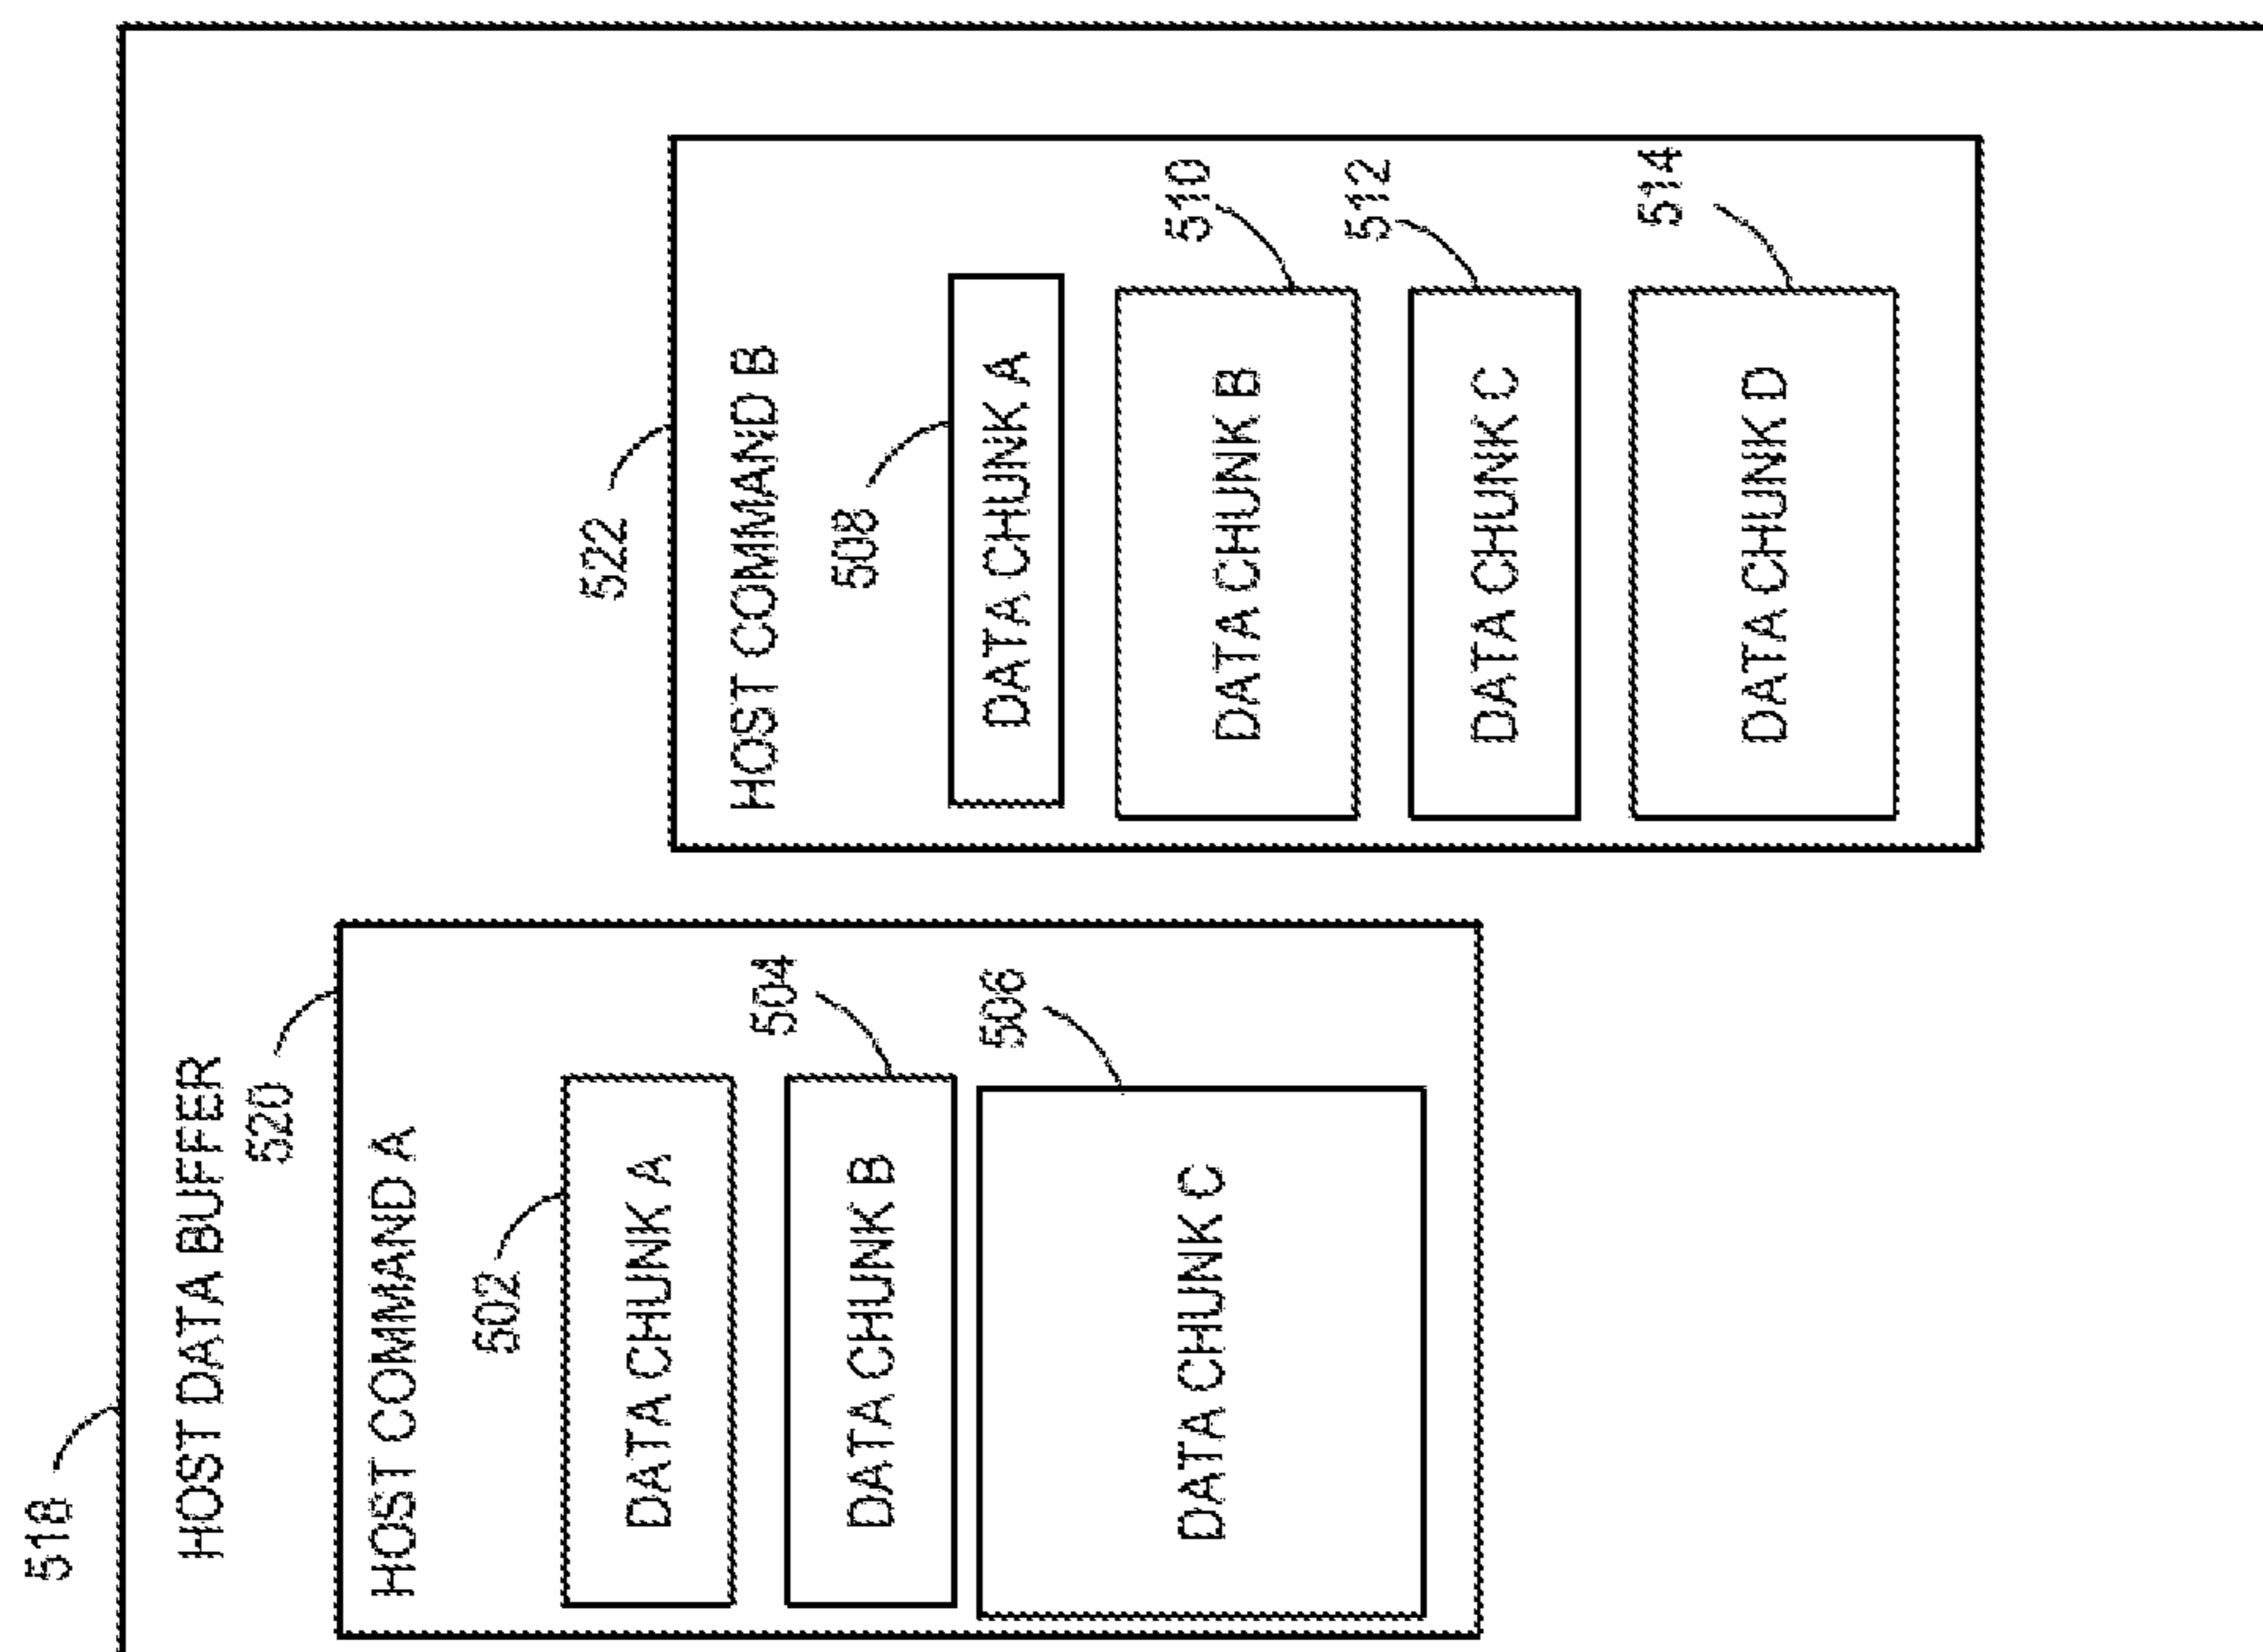 518
HOST DATA BUFFER
520
HOST COMMAND A
502
DATA CHUNK A
504
DATA CHUNK B
506
DATA CHUNK C
522
HOST COMMAND B
508
DATA CHUNK A
510
DATA CHUNK B
512
DATA CHUNK C
514
DATA CHUNK D